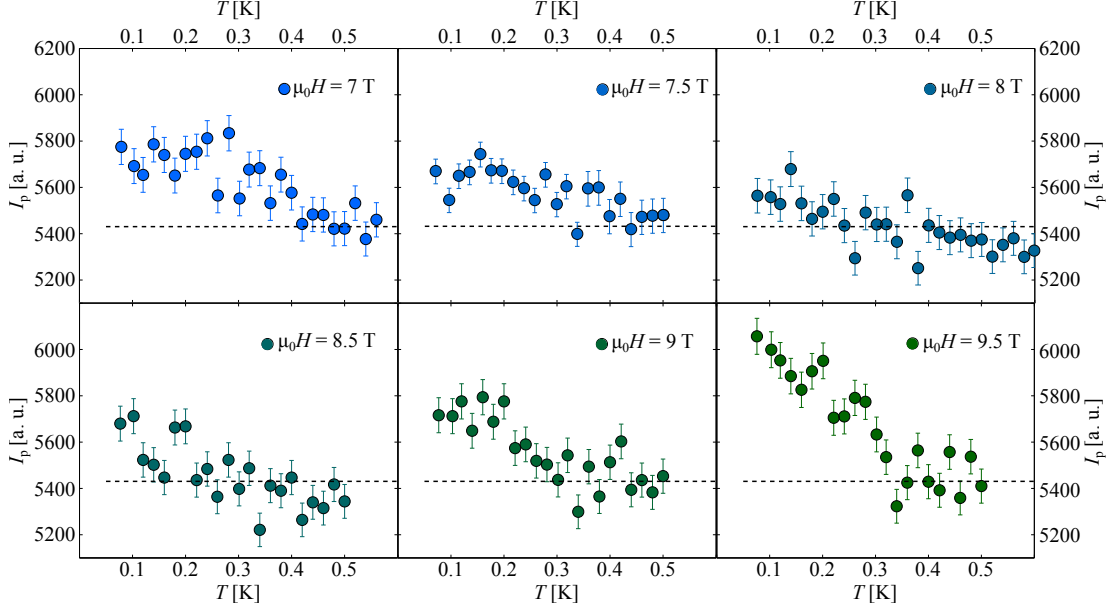 T [K]
T [K]
T [K]
0.1 0.2 0.3 0.4 0.5
0.1 0.2 0.3 0.4 0.5
0.1 0.2 0.3 0.4 0.5
6200
6000
5800
5600
5400
5200
Ip [a. u.]
μ0H = 7 T
μ0H = 7.5 T
μ0H = 8 T
6200
6000
5800
5600
5400
5200
Ip [a. u.]
6000
5800
5600
5400
5200
Ip [a. u.]
μ0H = 8.5 T
μ0H = 9 T
μ0H = 9.5 T
6000
5800
5600
5400
5200
Ip [a. u.]
0.1 0.2 0.3 0.4 0.5
0.1 0.2 0.3 0.4 0.5
0.1 0.2 0.3 0.4 0.5
T [K]
T [K]
T [K]